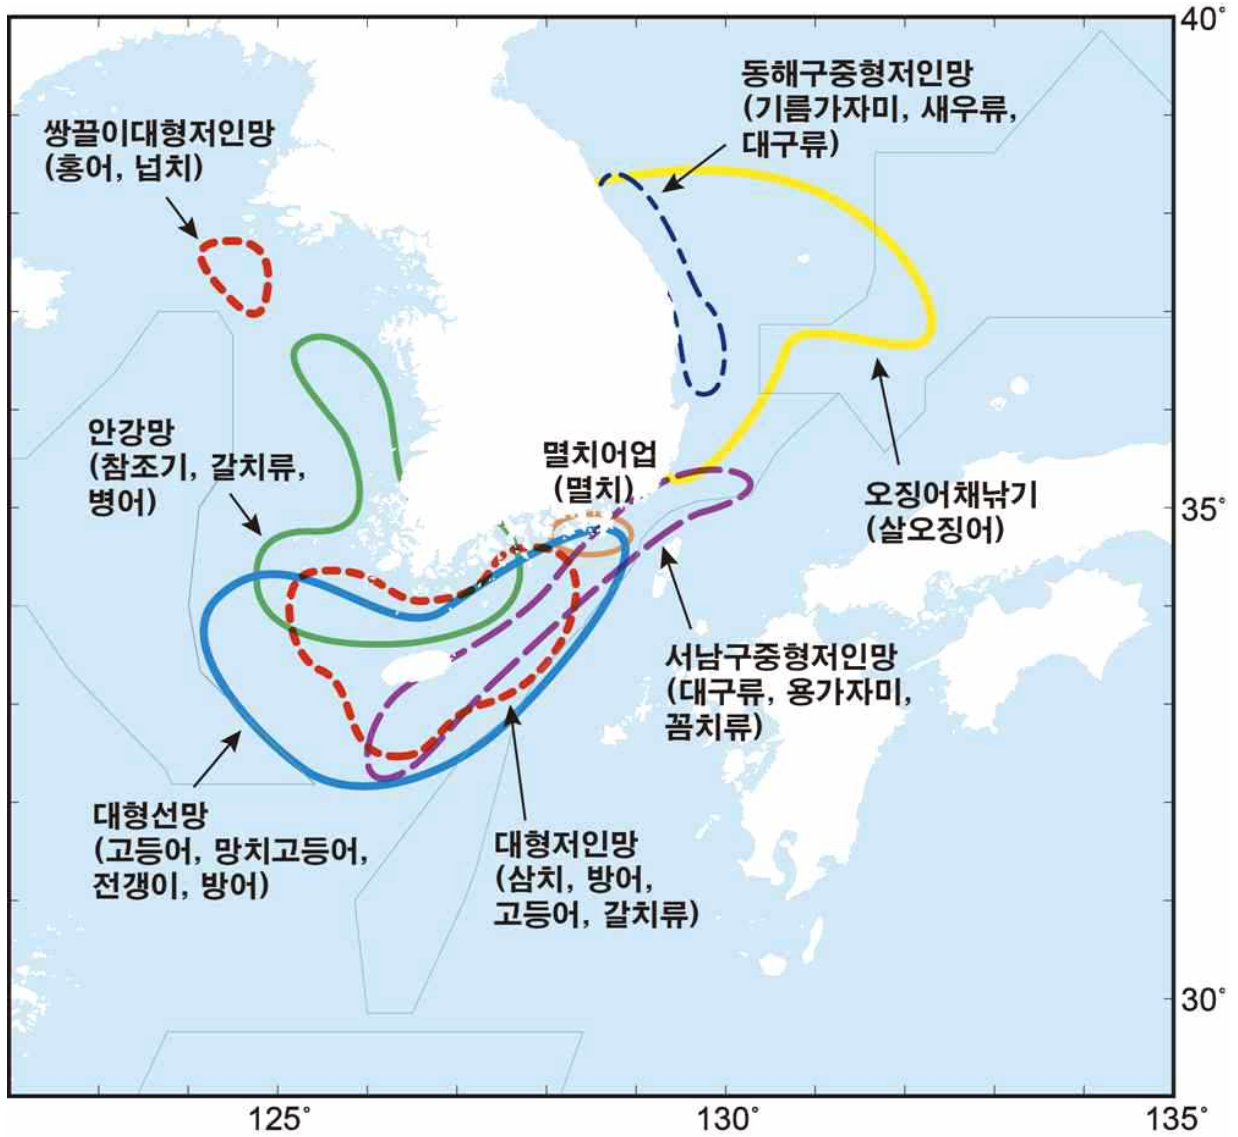 40°
동해구중형저인망
(기름가자미, 새우류,
대구류)
쌍끌이대형저인망
(홍어, 넙치)
안강망
(참조기, 갈치류,
병어)
멸치어업
(멸치)
오징어채낚기
(살오징어)
35°
서남구중형저인망
(대구류, 용가자미,
꼼치류)
대형선망
(고등어, 망치고등어,
전갱이, 방어)
대형저인망
(삼치, 방어,
고등어, 갈치류)
30°
125°
130°
135°